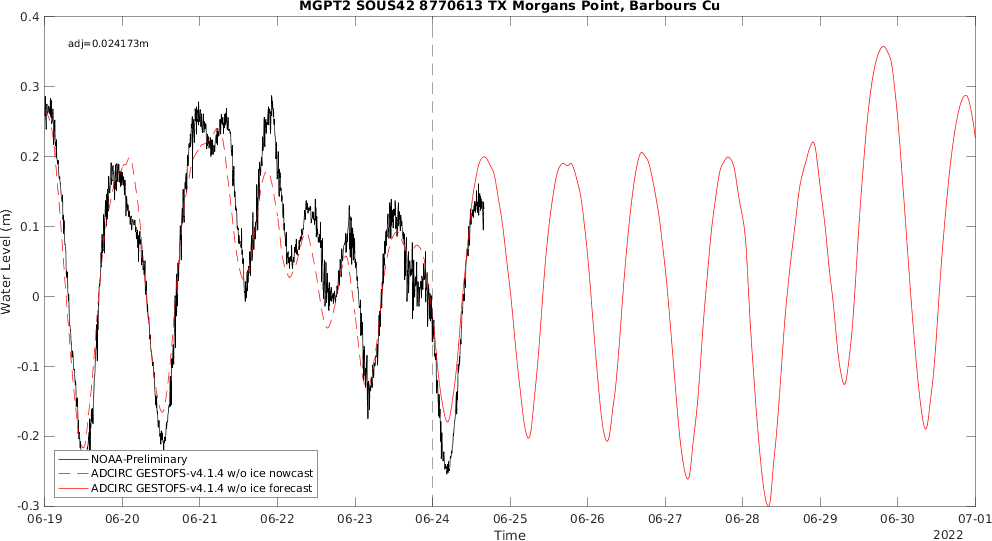 MGPT2 SOUS42 8770613 TX Morgans Point, Barbours Cu
adj=0.024173m
0.4
0.3
0.2
0.1
0
-0.1
-0.2
-0.3
Water Level (m)
NOAA-Preliminary
ADCIRC GESTOFS-v4.1.4 w/o ice nowcast
ADCIRC GESTOFS-v4.1.4 w/o ice forecast
06-19 06-20 06-21 06-22 06-23 06-24 06-25 06-26 06-27 06-28 06-29 06-30 07-01
Time
2022